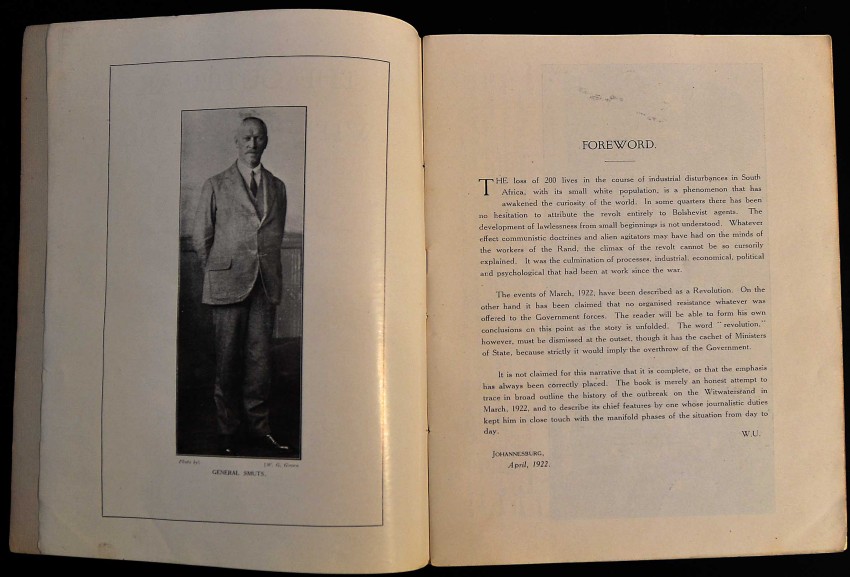 Photo by]
GENERAL SMUTS.
FOREWORD.
THE loss of 200 lives in the course of industrial disturbances in South
Africa, with its small white population, is a phenomenon that has
awakened the curiosity of the world. In some quarters there has been
no hesitation to attribute the revolt entirely to Bolshevist agents. The
development of lawlessness from small beginnings is not understood. Whatever
effect communistic doctrines and alien agitators may have had on the minds of
the workers of the Rand, the climax of the revolt cannot be so cursorily
explained. It was the culmination of processes, industrial, economical, political
and psychological that had been at work since the war.
The events of March, 1922, have been described as a Revolution. On the
other hand it has been claimed that no organised resistance whatever was
offered to the Government forces. The reader will be able to form his own
conclusions on this point as the story is unfolded. The word "revolution,"
however, must be dismissed at the outset, though it has the cachet of Ministers
of State, because strictly it would imply the overthrow of the Government.
It is not claimed for this narrative that it is complete, or that the emphasis
has always been correctly placed. The book is merely an honest attempt to
trace in broad outline the history of the outbreak on the Witwatersrand in
March, 1922, and to describe its chief features by one whose journalistic duties
kept him in close touch with the manifold phases of the situation from day to
day.
W.U.
JOHANNESBURG,
April, 1922.